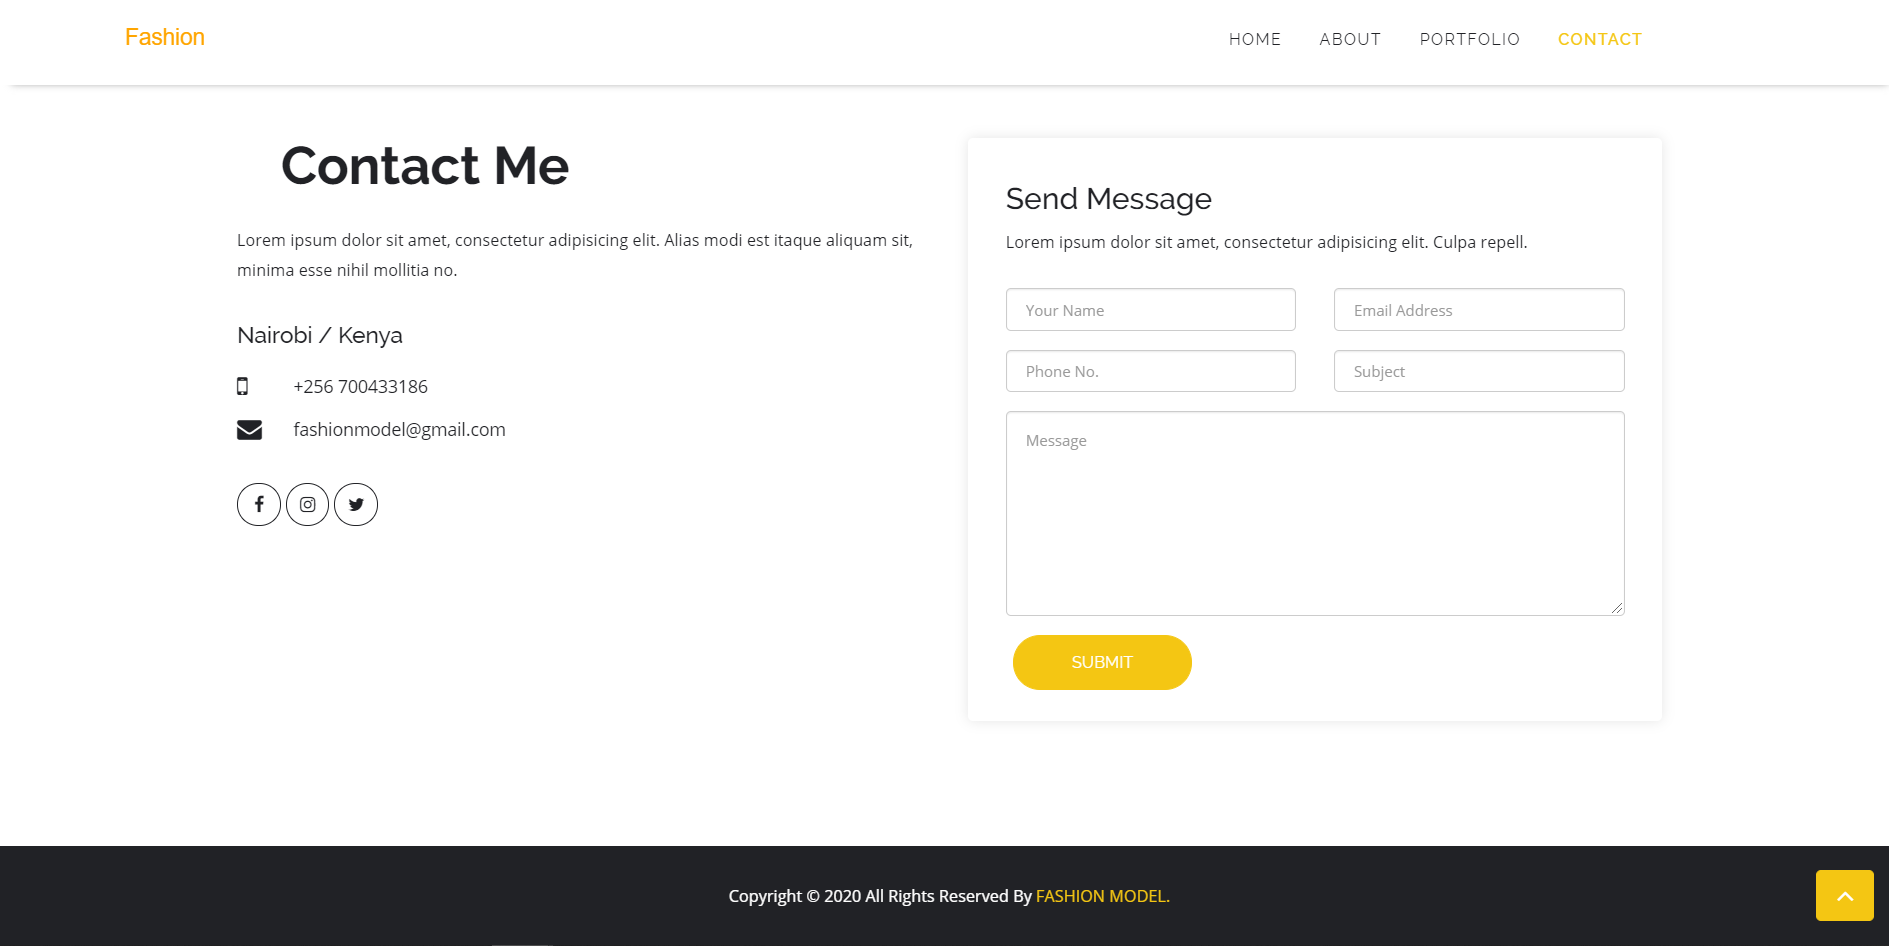 Fashion
HOME ABOUT PORTFOLIO CONTACT
Contact Me
Lorem ipsum dolor sit amet, consectetur adipisicing elit. Alias modi est itaque aliquam sit,
minima esse nihil mollitia no.
Nairobi / Kenya
+256 700433186
fashionmodel@gmail.com
Send Message
Lorem ipsum dolor sit amet, consectetur adipisicing elit. Culpa repell.
Your Name Email Address
Phone No. Subject
Message
SUBMIT
Copyright © 2020 All Rights Reserved By FASHION MODEL.